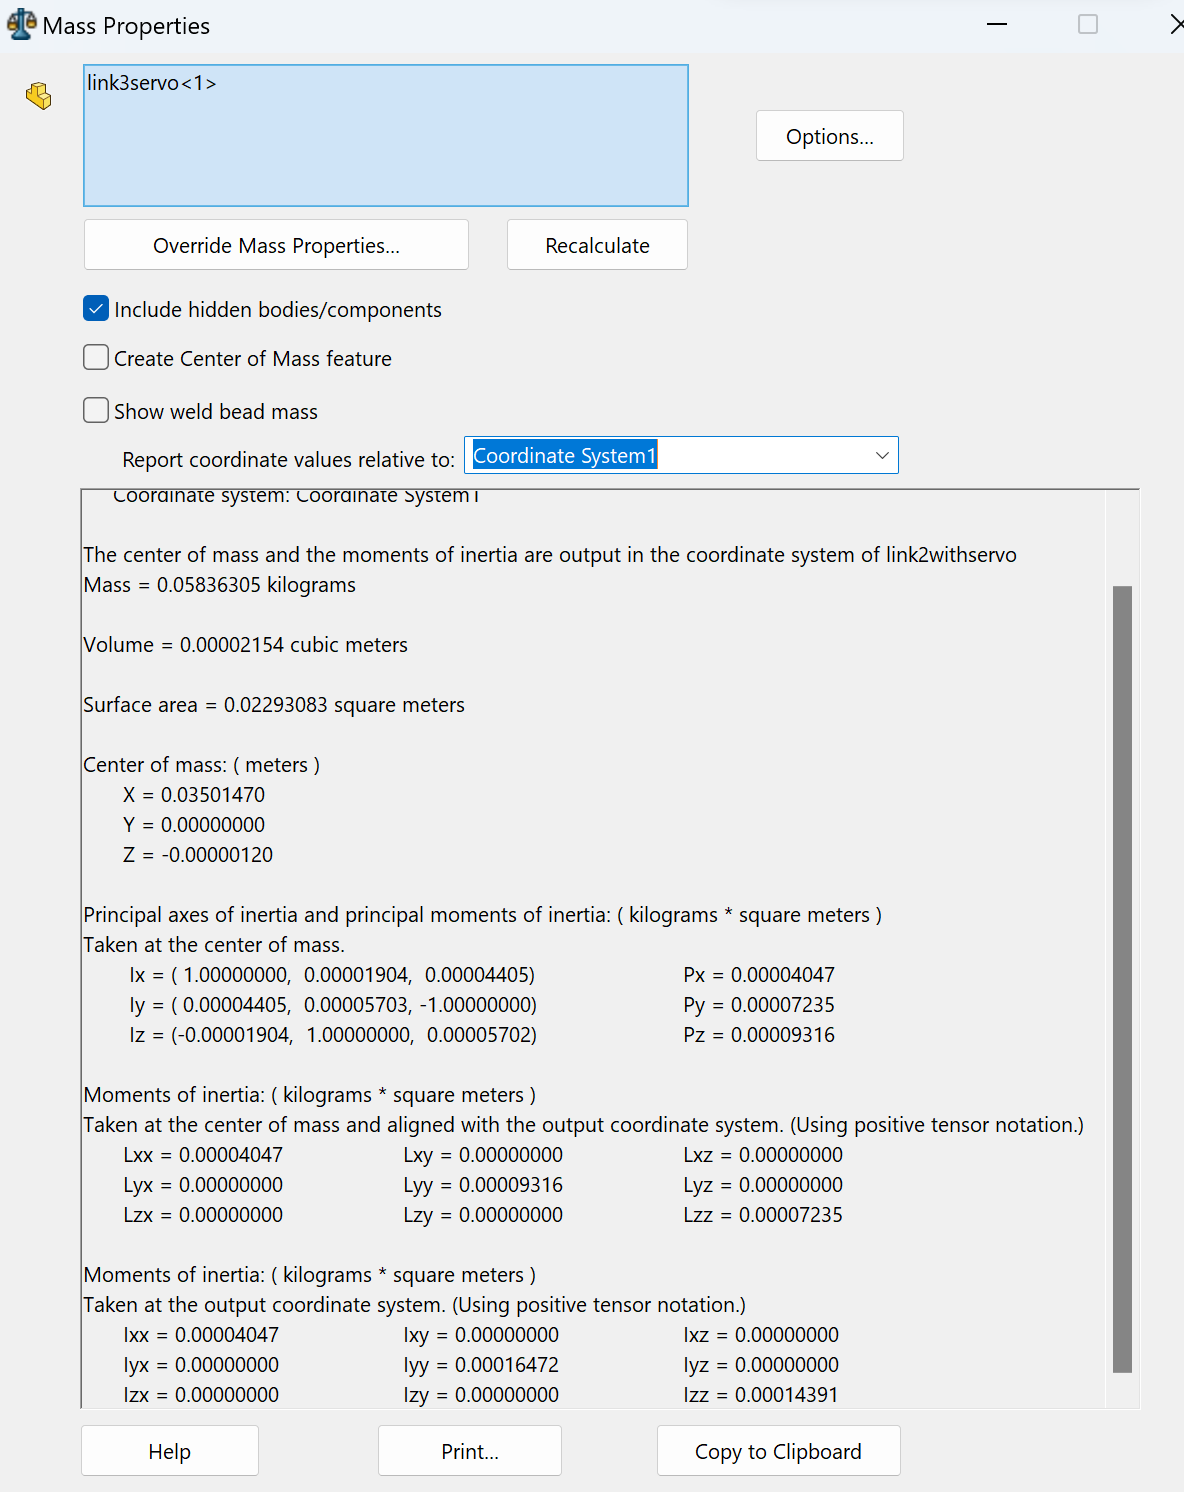 Mass Properties
link3servo<1>
Options...
Override Mass Properties...
Recalculate
Include hidden bodies/components
Create Center of Mass feature
Show weld bead mass
Report coordinate values relative to: Coordinate System1
Coordinate system: Coordinate System1
The center of mass and the moments of inertia are output in the coordinate system of link2withservo
Mass = 0.05836305 kilograms
Volume = 0.00002154 cubic meters
Surface area = 0.02293083 square meters
Center of mass: ( meters )
X = 0.03501470
Y = 0.00000000
Z = -0.00000120
Principal axes of inertia and principal moments of inertia: ( kilograms * square meters )
Taken at the center of mass.
Ix = ( 1.00000000, 0.00001904, 0.00004405) Px = 0.00004047
Iy = ( 0.00004405, 0.00005703, -1.00000000) Py = 0.00007235
Iz = (-0.00001904, 1.00000000, 0.00005702) Pz = 0.00009316
Moments of inertia: ( kilograms * square meters )
Taken at the center of mass and aligned with the output coordinate system. (Using positive tensor notation.)
Lxx = 0.00004047 Lxy = 0.00000000 Lxz = 0.00000000
Lyx = 0.00000000 Lyy = 0.00009316 Lyz = 0.00000000
Lzx = 0.00000000 Lzy = 0.00000000 Lzz = 0.00007235
Moments of inertia: ( kilograms * square meters )
Taken at the output coordinate system. (Using positive tensor notation.)
Ixx = 0.00004047 Ixy = 0.00000000 Ixz = 0.00000000
Iyx = 0.00000000 Iyy = 0.00016472 Iyz = 0.00000000
Izx = 0.00000000 Izy = 0.00000000 Izz = 0.00014391
Help
Print...
Copy to Clipboard